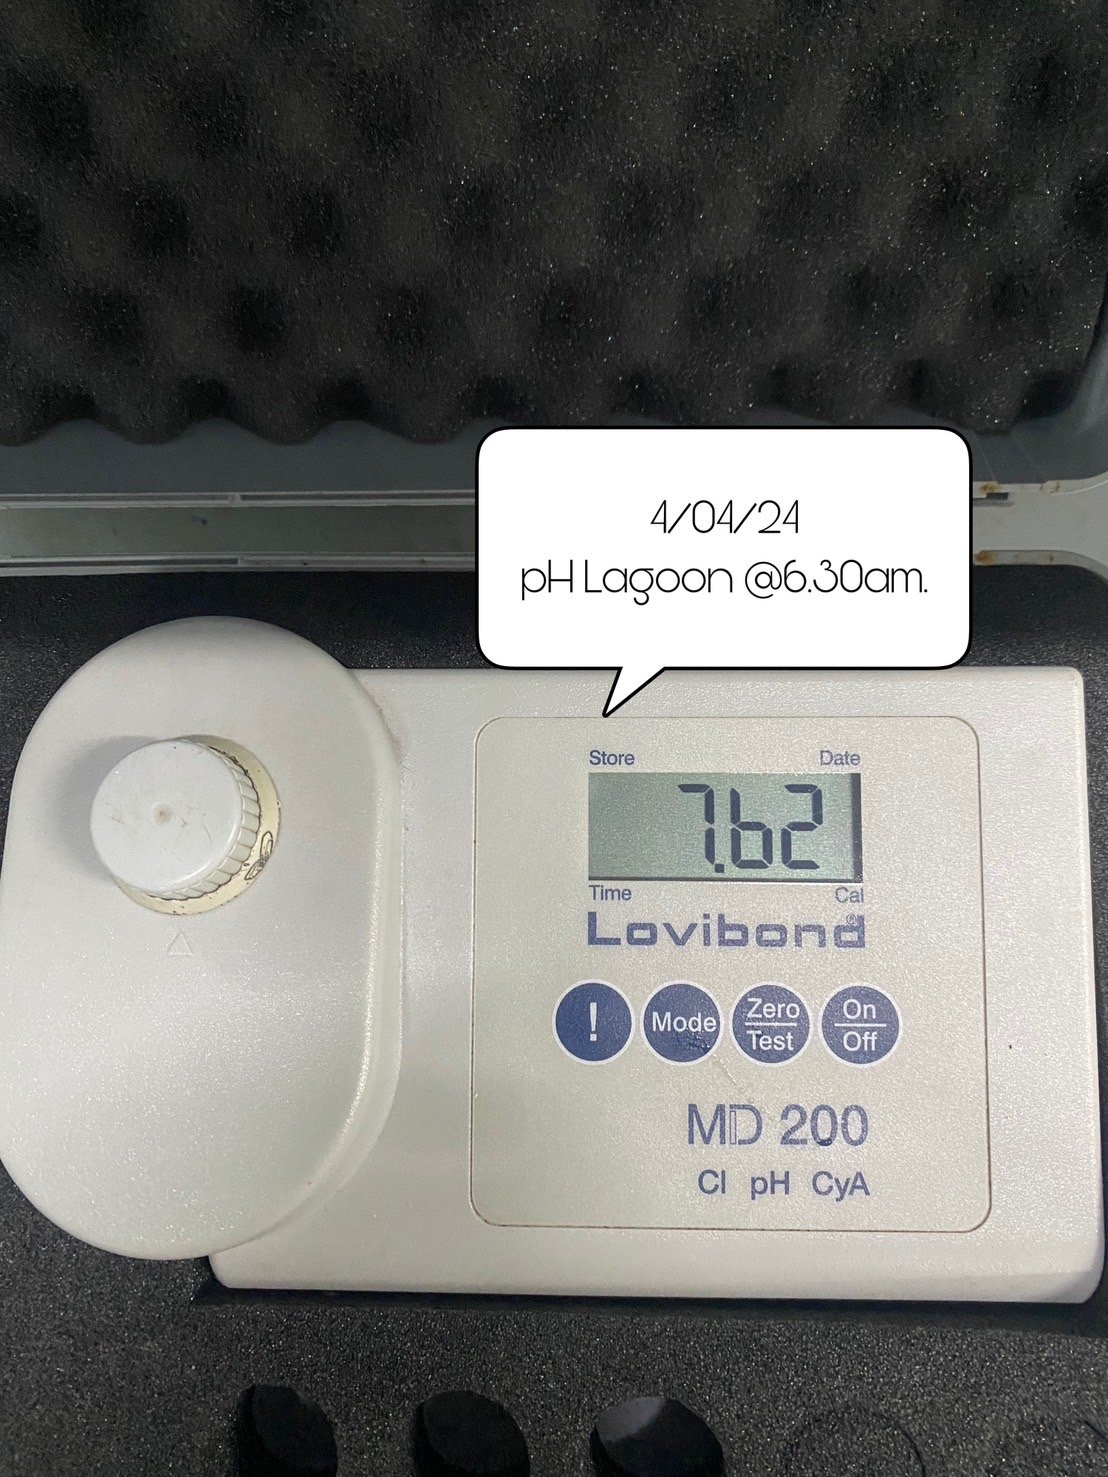 4/04/24
pH Lagoon @6.30am.
Store Date
7.62
Time Cal
Lovibond®
! Mode Zero Test On Off
MD 200
Cl pH CyA